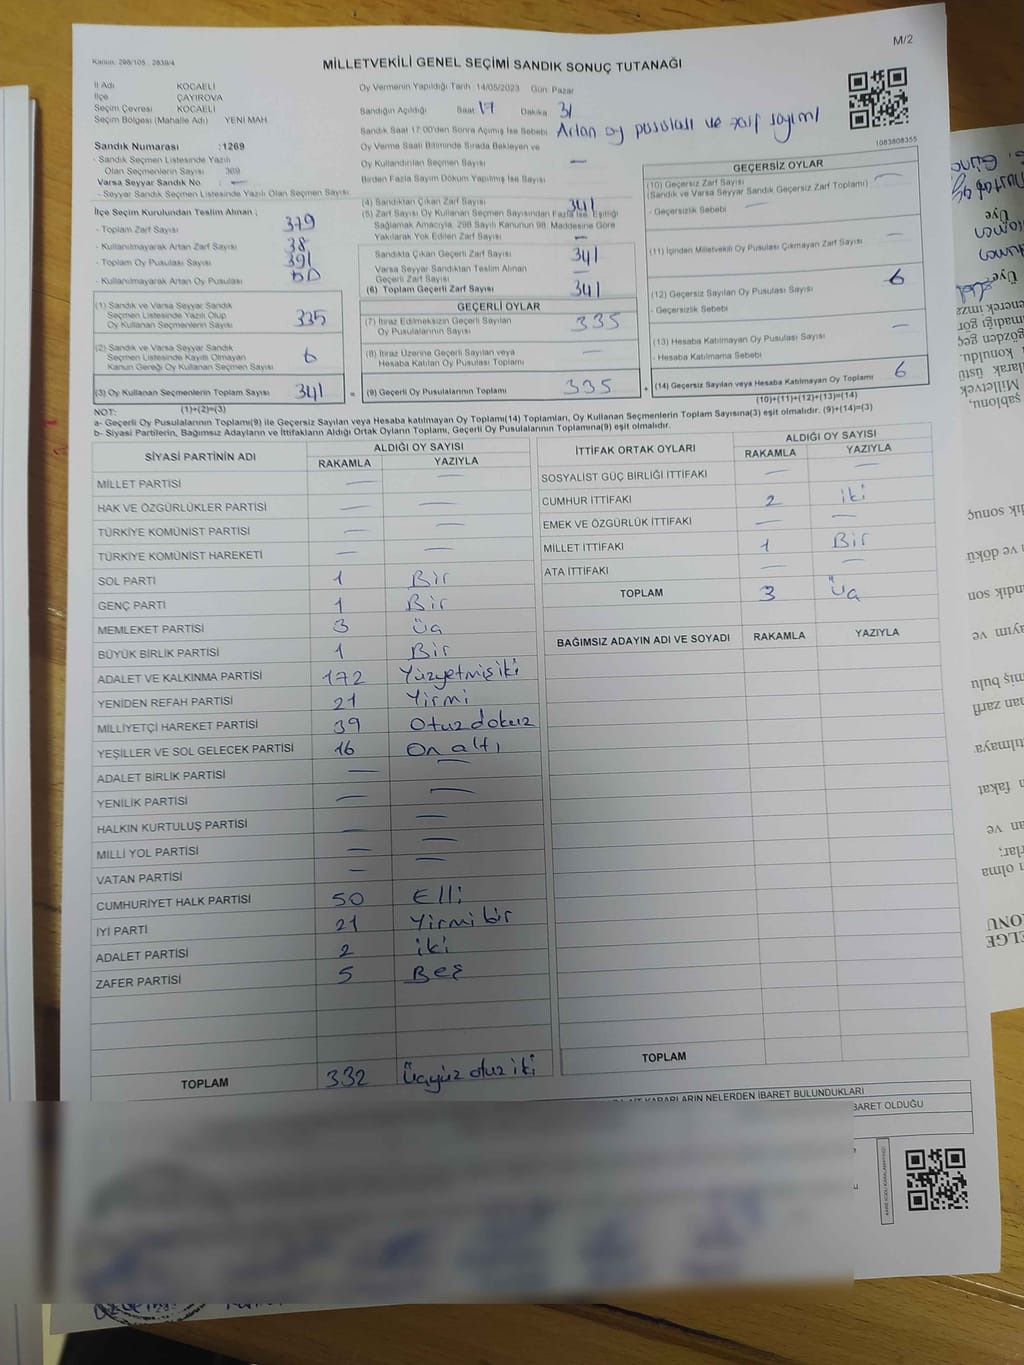 M/2
Kanun. 298/105 . 2839/4
MİLLETVEKİLİ GENEL SEÇİMİ SANDIK SONUÇ TUTANAĞI
İl Adı KOCAELİ
İlçe ÇAYIROVA
Seçim Çevresi KOCAELİ
Seçim Bölgesi (Mahalle Adı) YENİ MAH.
Oy Vermenin Yapıldığı Tarih :14/05/2023 Gün: Pazar
Sandığın Açıldığı Saat 17 Dakika 31
Sandık Saat 17:00'den Sonra Açımış İse Sebebi Artan oy pusulası ve zarf sayımı
Oy Verme Saati Bitiminde Sırada Bekleyen ve
Oy Kullandırılan Seçmen Sayısı —
Birden Fazla Sayım Döküm Yapılmış İse Sayısı
1083808355
Sandık Numarası :1269
- Sandık Seçmen Listesinde Yazılı
Olan Seçmenlerin Sayısı 369
Varsa Seyyar Sandık No : —
- Seyyar Sandık Seçmen Listesinde Yazılı Olan Seçmen Sayısı
İlçe Seçim Kurulundan Teslim Alınan ;
- Toplam Zarf Sayısı 379
- Kullanılmayarak Artan Zarf Sayısı 38
- Toplam Oy Pusulası Sayısı 391
- Kullanılmayarak Artan Oy Pusulası
(1) Sandık ve Varsa Seyyar Sandık
Seçmen Listesinde Yazılı Olup
Oy Kullanan Seçmenlerin Sayısı 335
(2) Sandık ve Varsa Seyyar Sandık
Seçmen Listesinde Kayıtlı Olmayan
Kanun Gereği Oy Kullanan Seçmen Sayısı 6
(3) Oy Kullanan Seçmenlerin Toplam Sayısı 341
(1)+(2)=(3)
(4) Sandıktan Çıkan Zarf Sayısı 341
(5) Zarf Sayısı Oy Kullanan Seçmen Sayısından Fazla İse, Eşitliği
Sağlamak Amacıyla, 298 Sayılı Kanunun 98. Maddesine Göre
Yakılarak Yok Edilen Zarf Sayısı —
Sandıkta Çıkan Geçerli Zarf Sayısı 341
Varsa Seyyar Sandıktan Teslim Alınan
Geçerli Zarf Sayısı —
(6) Toplam Geçerli Zarf Sayısı 341
GEÇERLİ OYLAR
(7) İtiraz Edilmeksizin Geçerli Sayılan
Oy Pusulalarının Sayısı 335
(8) İtiraz Üzerine Geçerli Sayılan veya
Hesaba Katılan Oy Pusulası Toplamı —
= (9) Geçerli Oy Pusulalarının Toplamı 335
GEÇERSİZ OYLAR
(10) Geçersiz Zarf Sayısı
(Sandık ve Varsa Seyyar Sandık Geçersiz Zarf Toplamı) —
- Geçersizlik Sebebi —
(11) İçinden Milletvekili Oy Pusulası Çıkmayan Zarf Sayısı —
(12) Geçersiz Sayılan Oy Pusulası Sayısı 6
- Geçersizlik Sebebi
(13) Hesaba Katılmayan Oy Pusulası Sayısı —
- Hesaba Katılmama Sebebi
+ (14) Geçersiz Sayılan veya Hesaba Katılmayan Oy Toplamı 6
(10)+(11)+(12)+(13)=(14)
NOT:
a- Geçerli Oy Pusulalarının Toplamı(9) ile Geçersiz Sayılan veya Hesaba katılmayan Oy Toplamı(14) Toplamları, Oy Kullanan Seçmenlerin Toplam Sayısına(3) eşit olmalıdır. (9)+(14)=(3)
b- Siyasi Partilerin, Bağımsız Adayların ve İttifakların Aldığı Ortak Oyların Toplamı, Geçerli Oy Pusulalarının Toplamına(9) eşit olmalıdır.
SİYASİ PARTİNİN ADI ALDIĞI OY SAYISI
RAKAMLA YAZIYLA
MİLLET PARTİSİ — —
HAK VE ÖZGÜRLÜKLER PARTİSİ — —
TÜRKİYE KOMÜNİST PARTİSİ — —
TÜRKİYE KOMÜNİST HAREKETİ — —
SOL PARTİ 1 Bir
GENÇ PARTİ 1 Bir
MEMLEKET PARTİSİ 3 Üç
BÜYÜK BİRLİK PARTİSİ 1 Bir
ADALET VE KALKINMA PARTİSİ 172 Yüzyetmişiki
YENİDEN REFAH PARTİSİ 21 Yirmi
MİLLİYETÇİ HAREKET PARTİSİ 39 Otuzdokuz
YEŞİLLER VE SOL GELECEK PARTİSİ 16 On altı
ADALET BİRLİK PARTİSİ — —
YENİLİK PARTİSİ — —
HALKIN KURTULUŞ PARTİSİ — —
MİLLİ YOL PARTİSİ — —
VATAN PARTİSİ — —
CUMHURİYET HALK PARTİSİ 50 Elli
İYİ PARTİ 21 Yirmi bir
ADALET PARTİSİ 2 iki
ZAFER PARTİSİ 5 Beş
TOPLAM 332 Üçyüz otuz iki
İTTİFAK ORTAK OYLARI ALDIĞI OY SAYISI
RAKAMLA YAZIYLA
SOSYALİST GÜÇ BİRLİĞİ İTTİFAKI — —
CUMHUR İTTİFAKI 2 iki
EMEK VE ÖZGÜRLÜK İTTİFAKI — —
MİLLET İTTİFAKI 1 Bir
ATA İTTİFAKI — —
TOPLAM 3 Üç
BAĞIMSIZ ADAYIN ADI VE SOYADI RAKAMLA YAZIYLA
TOPLAM
KARARLARIN NELERDEN İBARET BULUNDUKLARI
BARET OLDUĞU